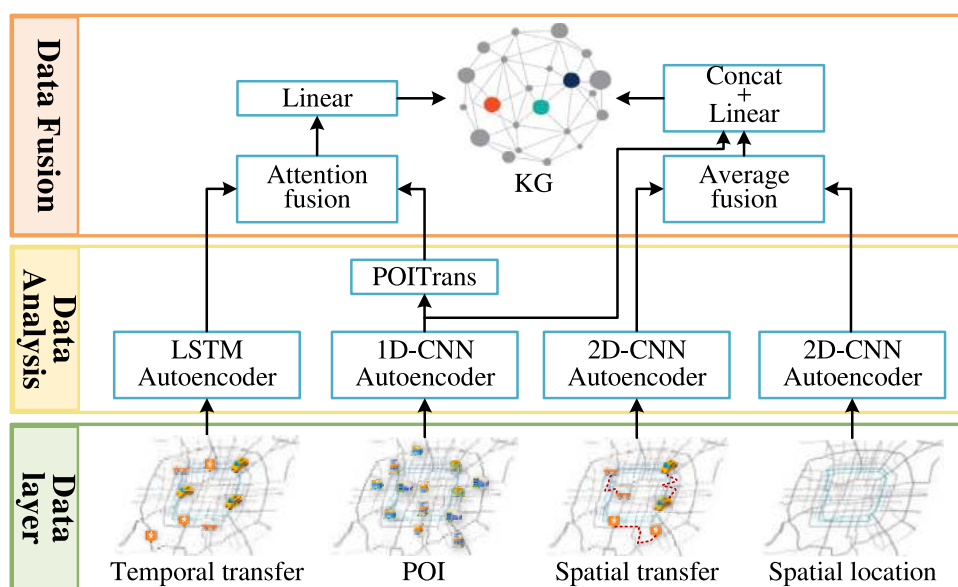 Data Fusion
Linear
Concat
+
Linear
KG
Attention
fusion
Average
fusion
Data
Analysis
POITrans
LSTM
Autoencoder
1D-CNN
Autoencoder
2D-CNN
Autoencoder
2D-CNN
Autoencoder
Data
layer
Temporal transfer
POI
Spatial transfer
Spatial location